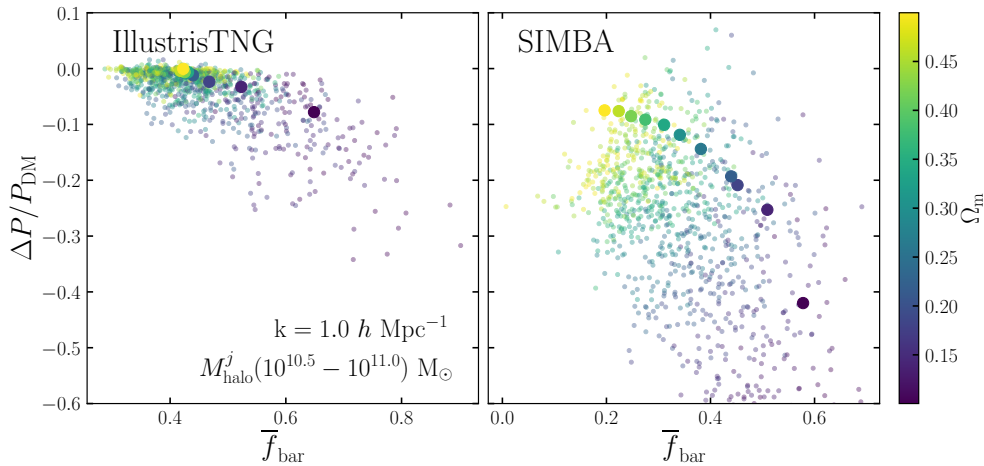 IllustrisTNG
SIMBA
0.1
0.0
−0.1
−0.2
−0.3
−0.4
−0.5
−0.6
ΔP/P_DM
k = 1.0 h Mpc⁻¹
M^j_halo(10^10.5 − 10^11.0) M_⊙
0.4 0.6 0.8
f̅_bar
0.0 0.2 0.4 0.6
f̅_bar
0.45
0.40
0.35
0.30
0.25
0.20
0.15
Ω_m